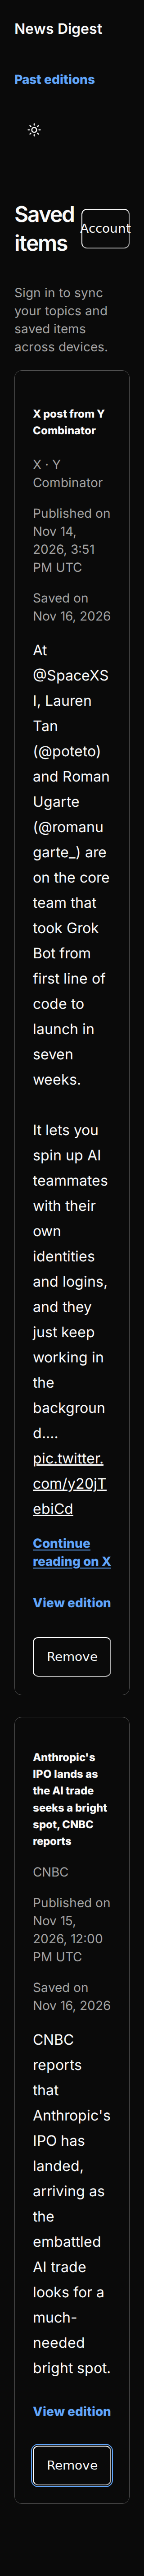 News Digest
Past editions
Saved
items
Account
Sign in to sync
your topics and
saved items
across devices.
X post from Y
Combinator
X · Y
Combinator
Published on
Nov 14,
2026, 3:51
PM UTC
Saved on
Nov 16, 2026
At
@SpaceXS
I, Lauren
Tan
(@poteto)
and Roman
Ugarte
(@romanu
garte_) are
on the core
team that
took Grok
Bot from
first line of
code to
launch in
seven
weeks.
It lets you
spin up AI
teammates
with their
own
identities
and logins,
and they
just keep
working in
the
backgroun
d....
pic.twitter.
com/y20jT
ebiCd
Continue
reading on X
View edition
Remove
Anthropic's
IPO lands as
the AI trade
seeks a bright
spot, CNBC
reports
CNBC
Published on
Nov 15,
2026, 12:00
PM UTC
Saved on
Nov 16, 2026
CNBC
reports
that
Anthropic's
IPO has
landed,
arriving as
the
embattled
AI trade
looks for a
much-
needed
bright spot.
View edition
Remove